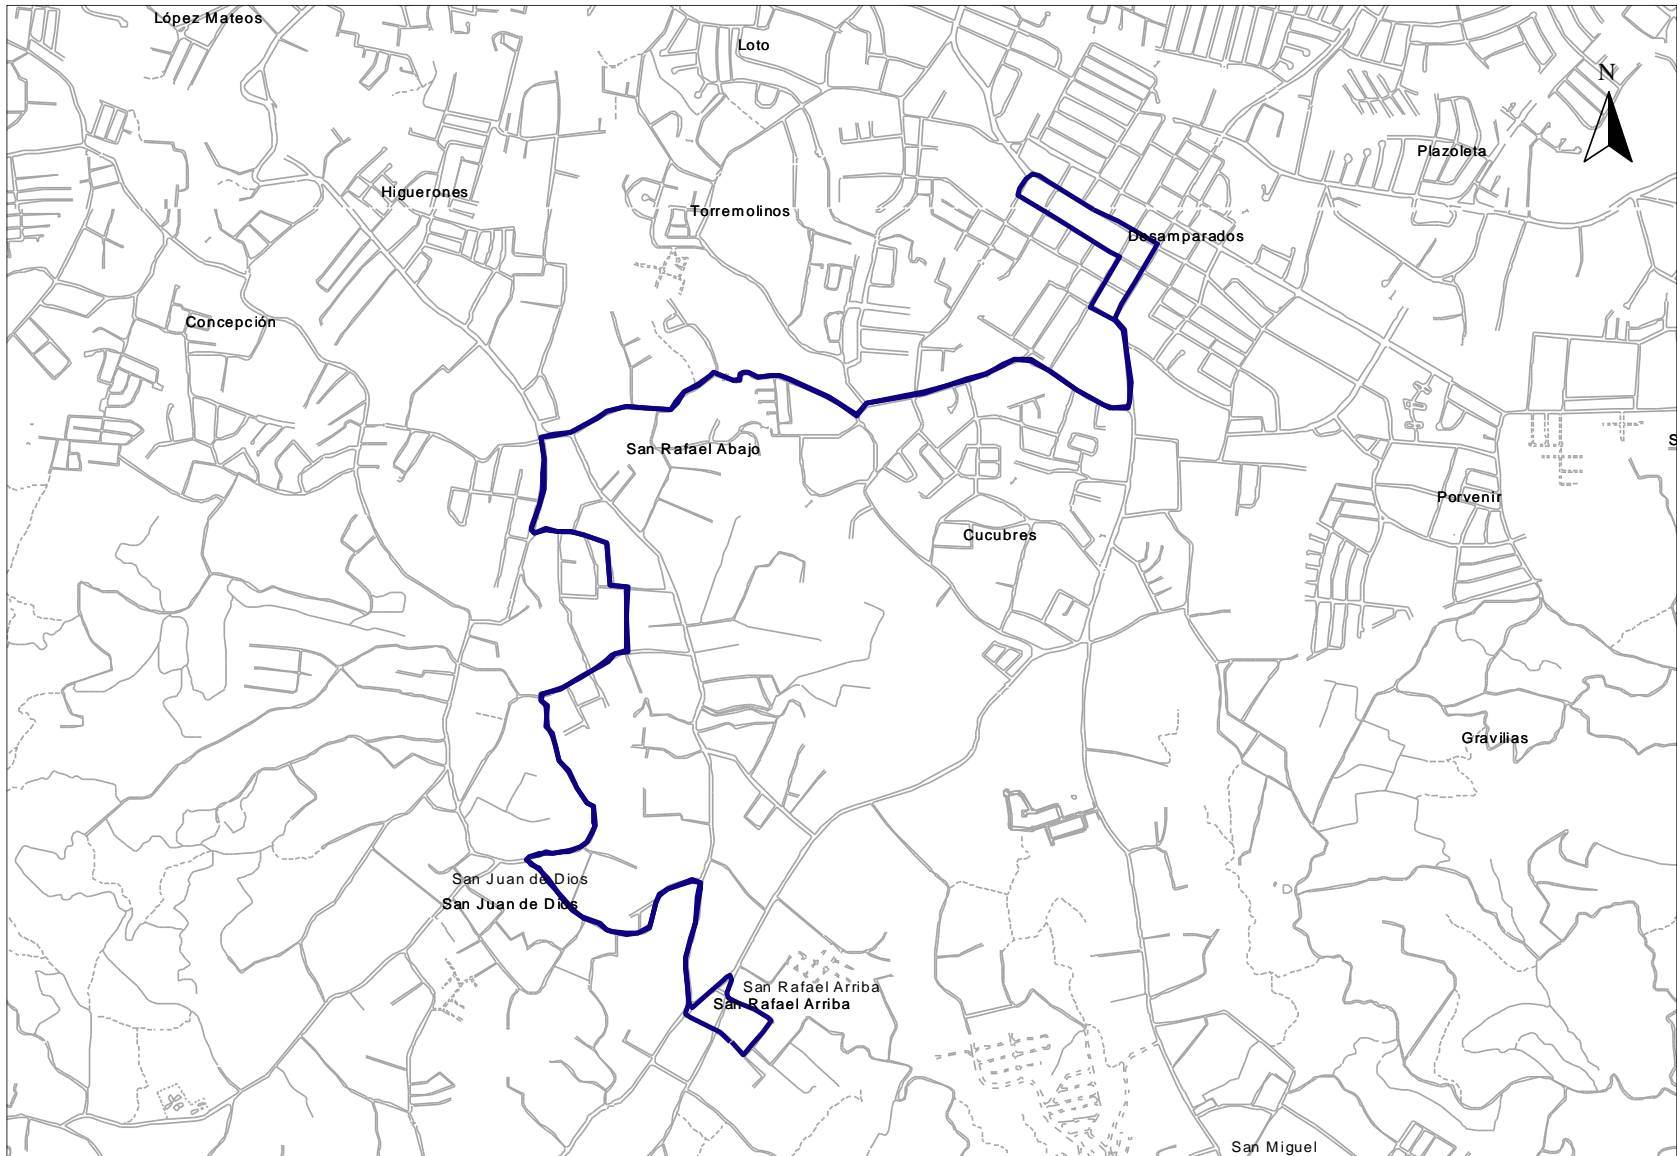 López Mateos
Loto
N
Plazoleta
Higuerones
Torremolinos
Desamparados
Concepción
S
San Rafael Abajo
Porvenir
Cucubres
Gravilias
San Juan de Dios
San Juan de Dios
San Rafael Arriba
San Rafael Arriba
San Miguel